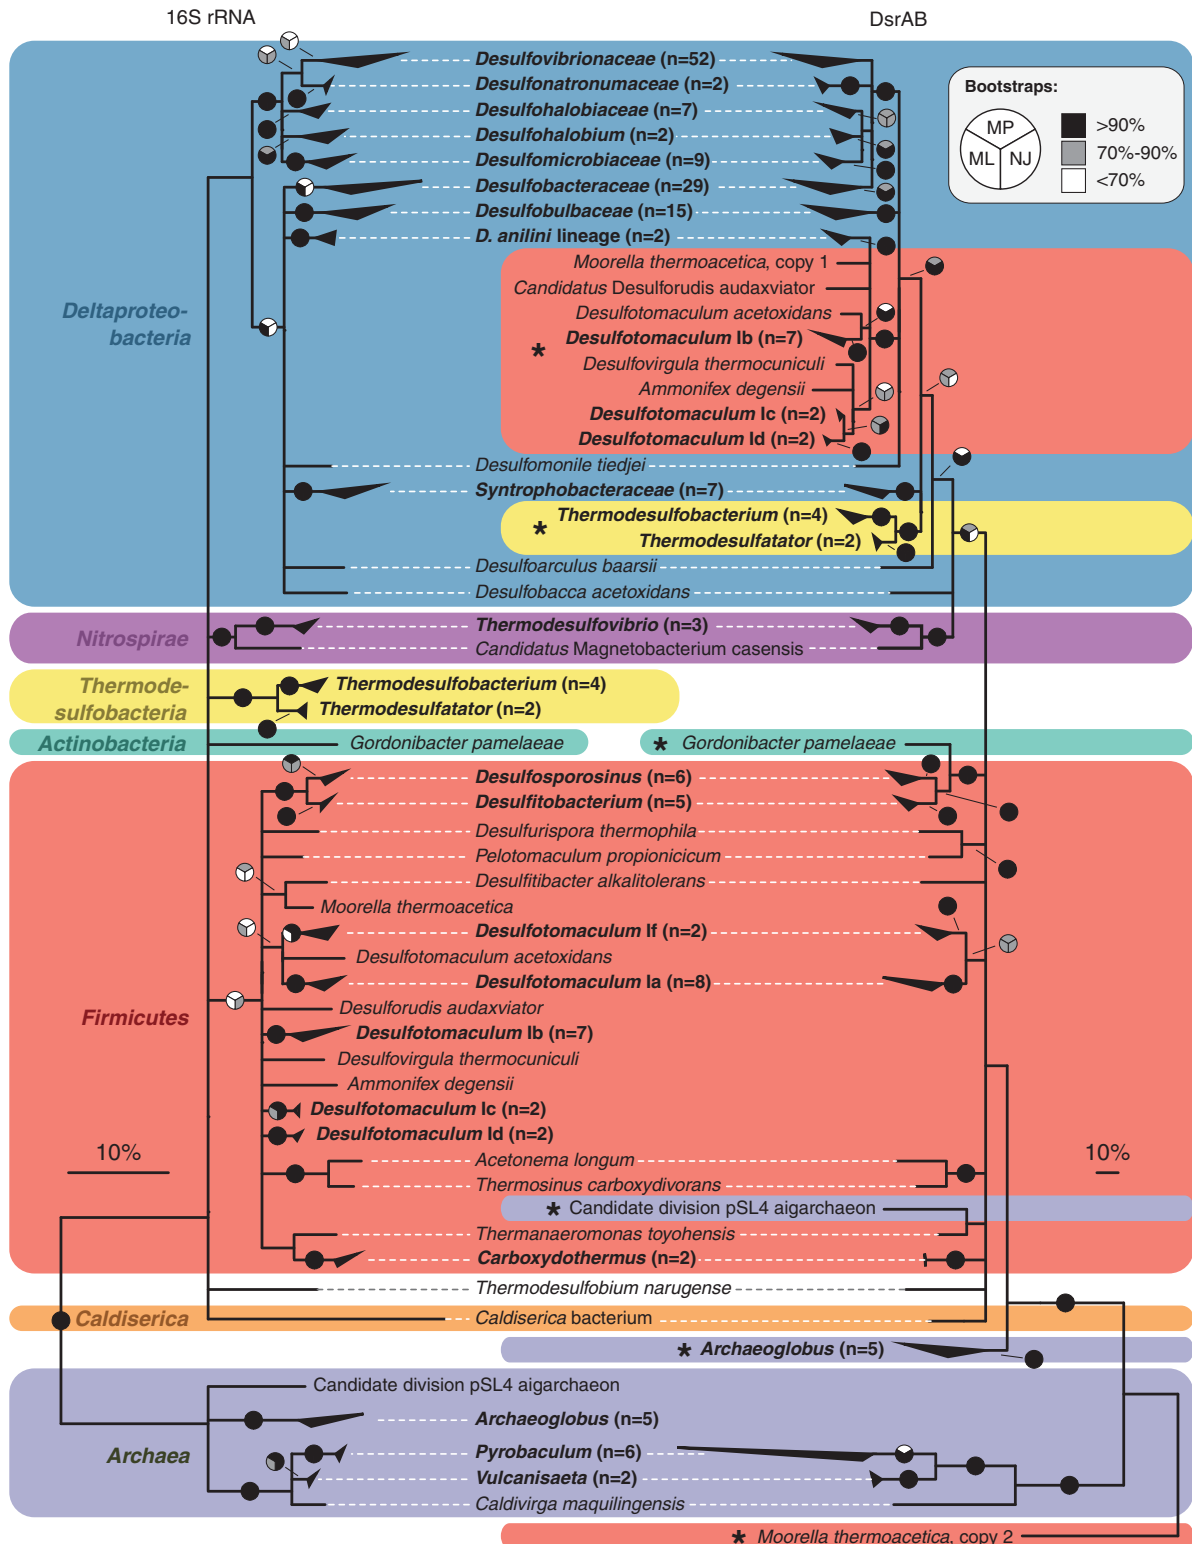 16S rRNA
DsrAB
Bootstraps:
MP
ML
NJ
>90%
70%-90%
<70%
Desulfovibrionaceae (n=52)
Desulfonatronumaceae (n=2)
Desulfohalobiaceae (n=7)
Desulfohalobium (n=2)
Desulfomicrobiaceae (n=9)
Desulfobacteraceae (n=29)
Desulfobulbaceae (n=15)
D. anilini lineage (n=2)
Moorella thermoacetica, copy 1
Candidatus Desulforudis audaxviator
Desulfotomaculum acetoxidans
* Desulfotomaculum Ib (n=7)
Desulfovirgula thermocuniculi
Ammonifex degensii
Desulfotomaculum Ic (n=2)
Desulfotomaculum Id (n=2)
Deltaproteo-
bacteria
Desulfomonile tiedjei
Syntrophobacteraceae (n=7)
* Thermodesulfobacterium (n=4)
Thermodesulfatator (n=2)
Desulfoarculus baarsii
Desulfobacca acetoxidans
Nitrospirae
Thermodesulfovibrio (n=3)
Candidatus Magnetobacterium casensis
Thermode-
sulfobacteria
Thermodesulfobacterium (n=4)
Thermodesulfatator (n=2)
Actinobacteria
Gordonibacter pamelaeae
* Gordonibacter pamelaeae
Desulfosporosinus (n=6)
Desulfitobacterium (n=5)
Desulfurispora thermophila
Pelotomaculum propionicicum
Desulfitibacter alkalitolerans
Moorella thermoacetica
Desulfotomaculum If (n=2)
Desulfotomaculum acetoxidans
Desulfotomaculum Ia (n=8)
Firmicutes
Desulforudis audaxviator
Desulfotomaculum Ib (n=7)
Desulfovirgula thermocuniculi
Ammonifex degensii
Desulfotomaculum Ic (n=2)
Desulfotomaculum Id (n=2)
10%
10%
Acetonema longum
Thermosinus carboxydivorans
* Candidate division pSL4 aigarchaeon
Thermanaeromonas toyohensis
Carboxydothermus (n=2)
Thermodesulfobium narugense
Caldiserica
Caldiserica bacterium
* Archaeoglobus (n=5)
Archaea
Candidate division pSL4 aigarchaeon
Archaeoglobus (n=5)
Pyrobaculum (n=6)
Vulcanisaeta (n=2)
Caldivirga maquilingensis
* Moorella thermoacetica, copy 2